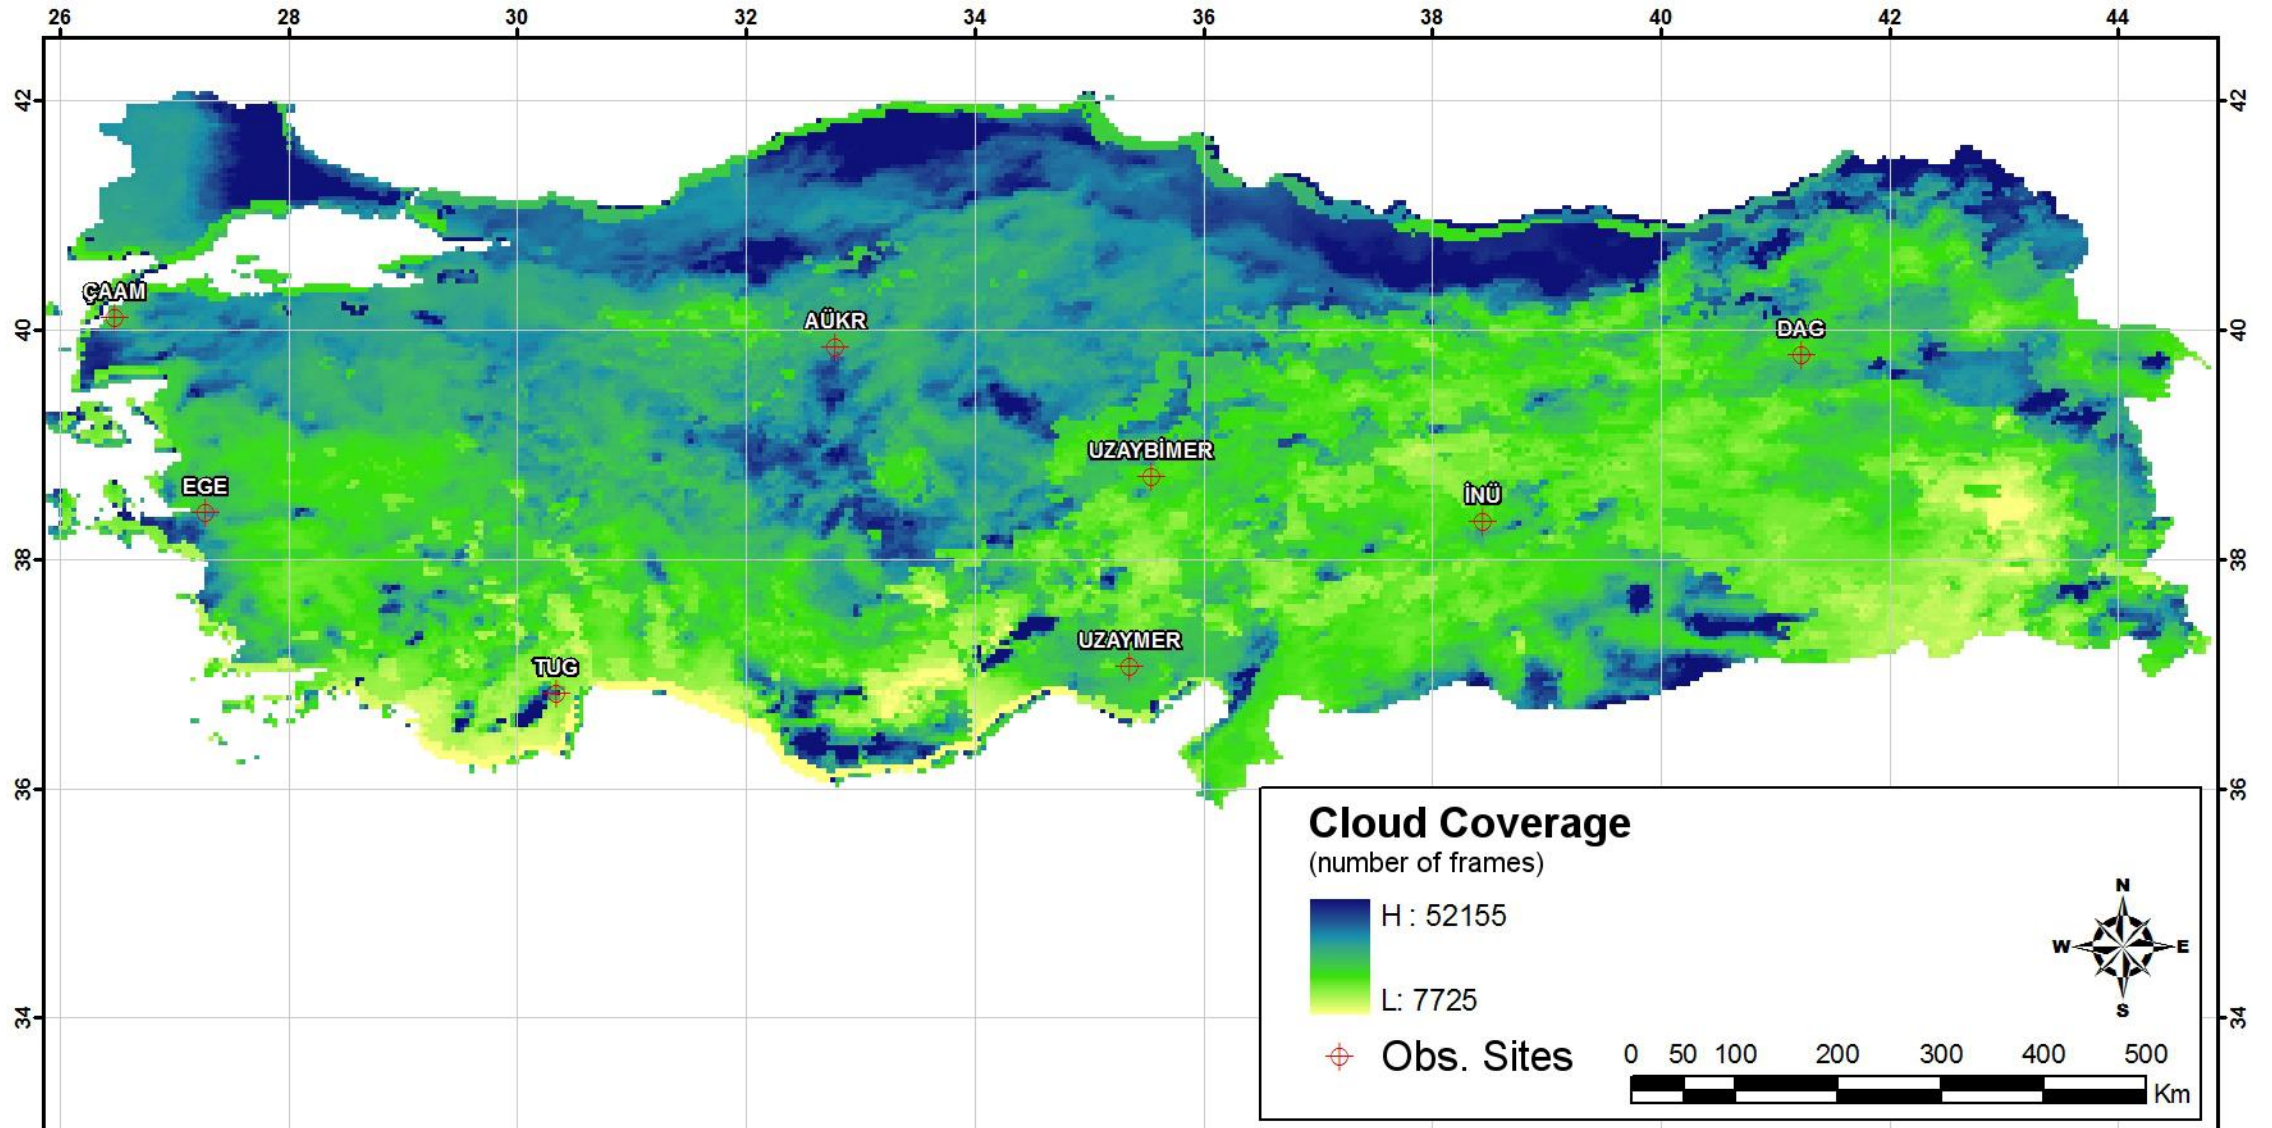 26 28 30 32 34 36 38 40 42 44
42 42
ÇAAM
AÜKR
40 DAG 40
UZAYBİMER
EGE İNÜ
38 38
UZAYMER
TUG
36 36
Cloud Coverage
(number of frames)
N
H : 52155
W E
L: 7725
S
34 34
Obs. Sites 0 50 100 200 300 400 500
Km